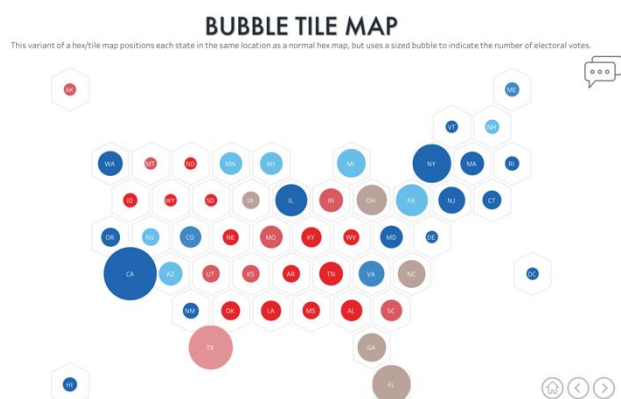 BUBBLE TILE MAP
This variant of a hex/tile map positions each state in the same location as a normal hex map, but uses a sized bubble to indicate the number of electoral votes.
AK ME
VT NH
WA MT ND MN WI MI NY MA RI
ID WY SD IA IL IN OH PA NJ CT
OR NV CO NE MO KY WV MD DE
CA AZ UT KS AR TN VA NC DC
NM OK LA MS AL SC
TX GA
HI FL